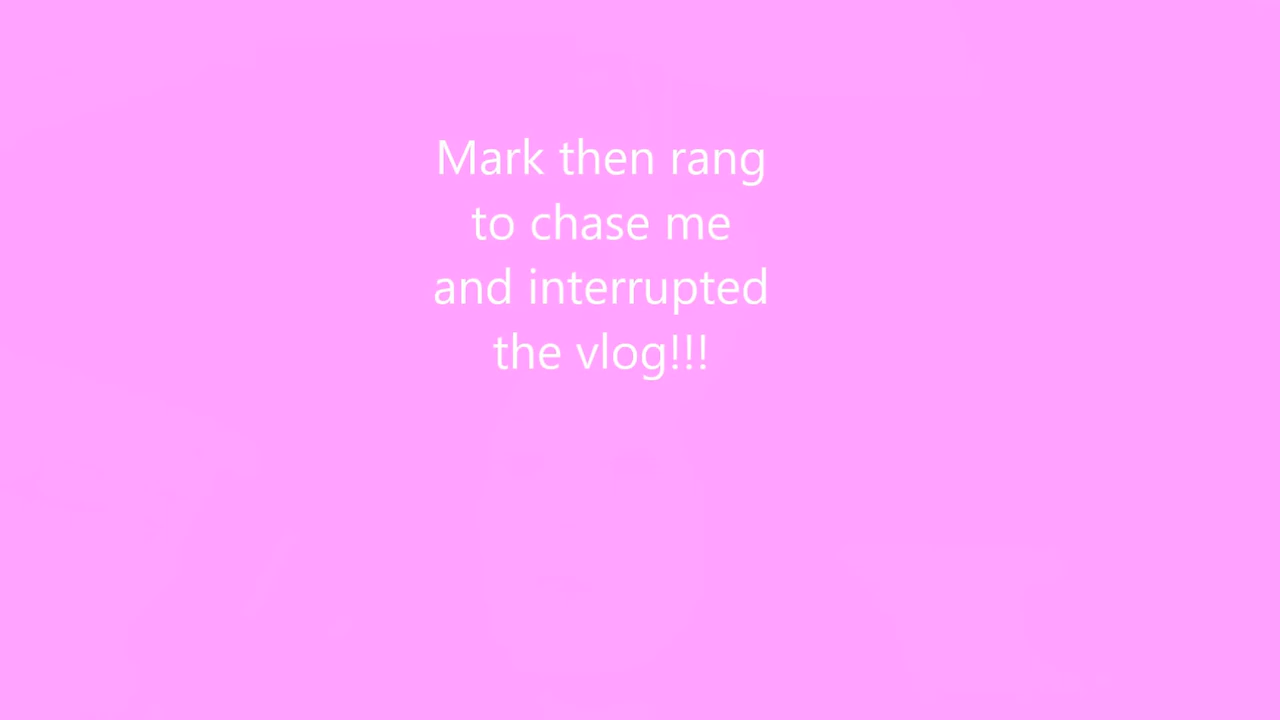 Mark then rang
to chase me
and interrupted
the vlog!!!